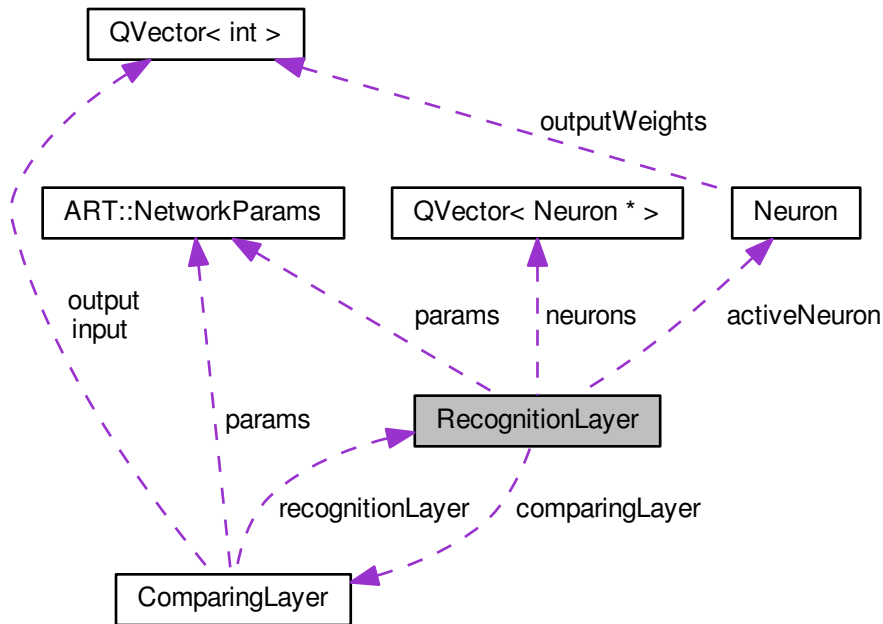 QVector< int >
outputWeights
ART::NetworkParams
QVector< Neuron * >
Neuron
output
input
params
neurons
activeNeuron
params
RecognitionLayer
recognitionLayer
comparingLayer
ComparingLayer